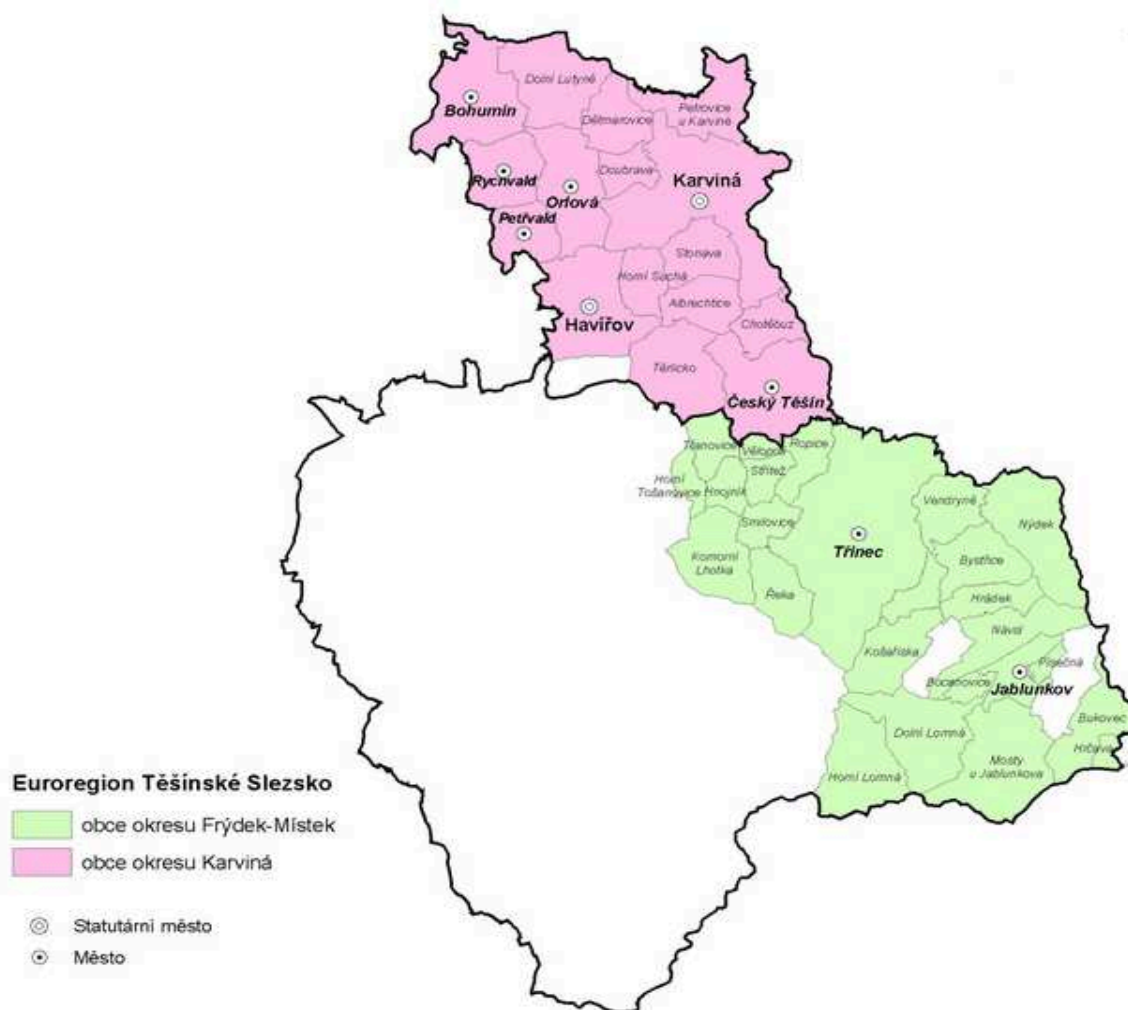 Dolní Lutyně
Bohumín
Petrovice
u Karviné
Dětmarovice
Rychvald
Doubrava
Karviná
Orlová
Petřvald
Stonava
Horní Suchá
Albrechtice
Havířov
Chotěbuz
Těrlicko
Český Těšín
Třanovice
Vělopolí
Ropice
Střítež
Horní
Tošanovice
Hnojník
Vendryně
Nýdek
Smilovice
Třinec
Komorní
Lhotka
Bystřice
Řeka
Hrádek
Návsí
Košařiska
Písečná
Bocanovice
Jablunkov
Bukovec
Dolní Lomná
Hrčava
Mosty
u Jablunkova
Horní Lomná
Euroregion Těšínské Slezsko
obce okresu Frýdek-Místek
obce okresu Karviná
Statutární město
Město